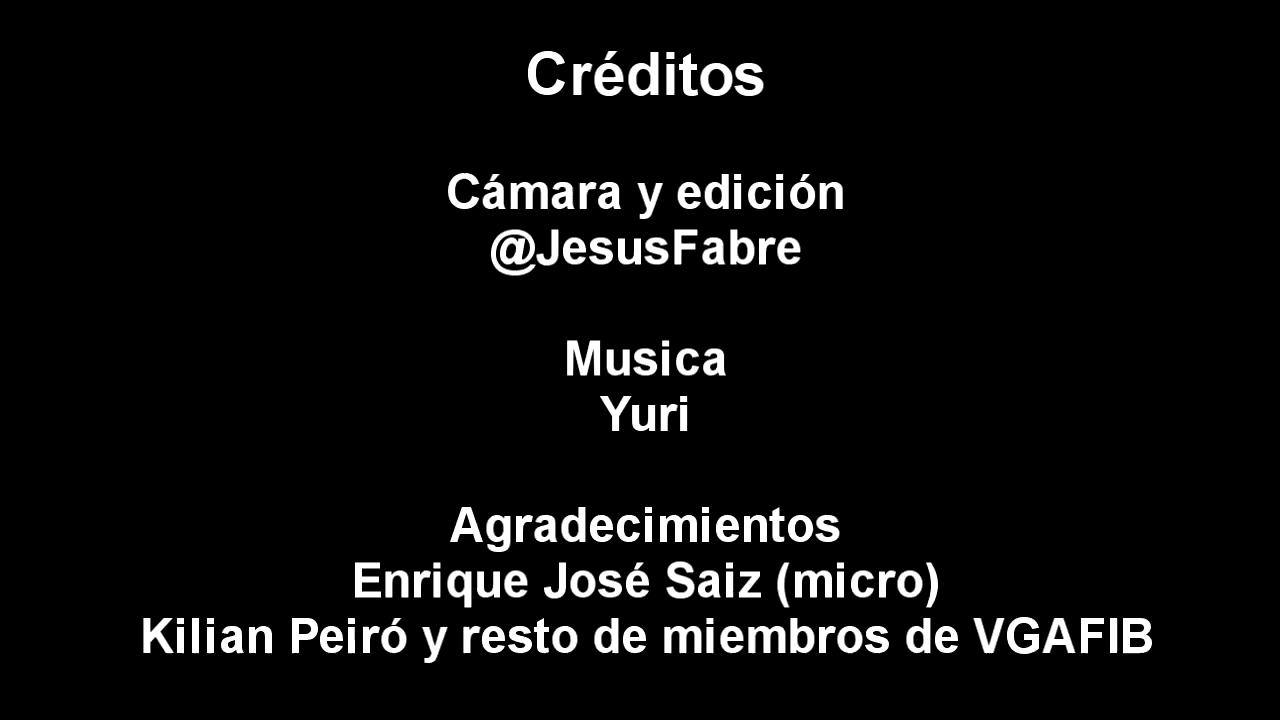 Créditos
Cámara y edición
@JesusFabre
Musica
Yuri
Agradecimientos
Enrique José Saiz (micro)
Kilian Peiró y resto de miembros de VGAFIB